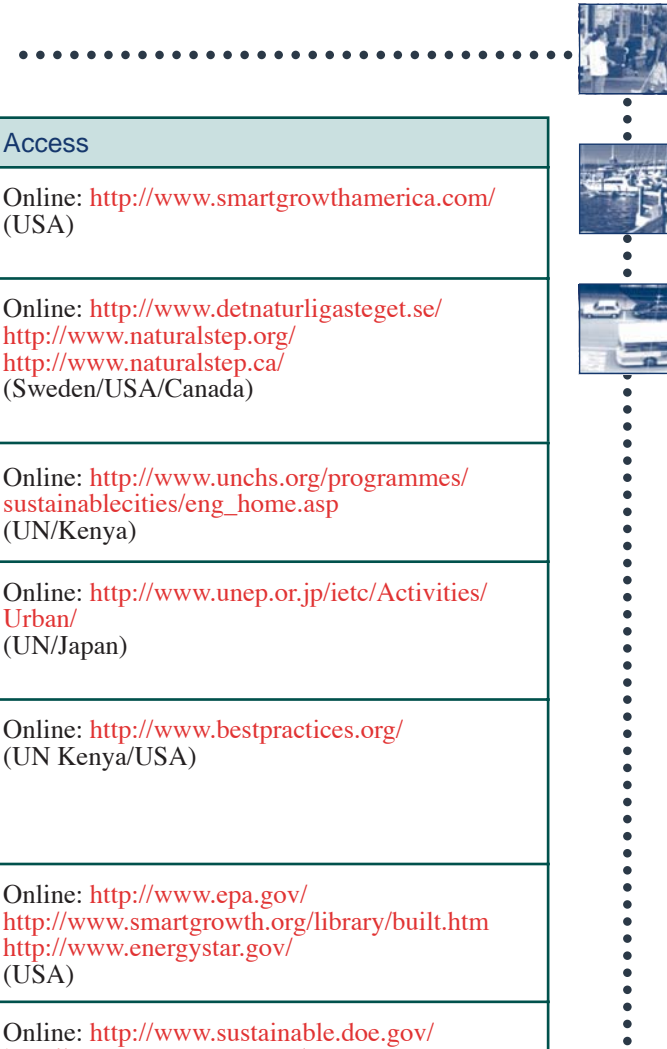 Access
Online: http://www.smartgrowthamerica.com/
(USA)
Online: http://www.detnaturligasteget.se/
http://www.naturalstep.org/
http://www.naturalstep.ca/
(Sweden/USA/Canada)
Online: http://www.unchs.org/programmes/
sustainablecities/eng_home.asp
(UN/Kenya)
Online: http://www.unep.or.jp/ietc/Activities/
Urban/
(UN/Japan)
Online: http://www.bestpractices.org/
(UN Kenya/USA)
Online: http://www.epa.gov/
http://www.smartgrowth.org/library/built.htm
http://www.energystar.gov/
(USA)
Online: http://www.sustainable.doe.gov/